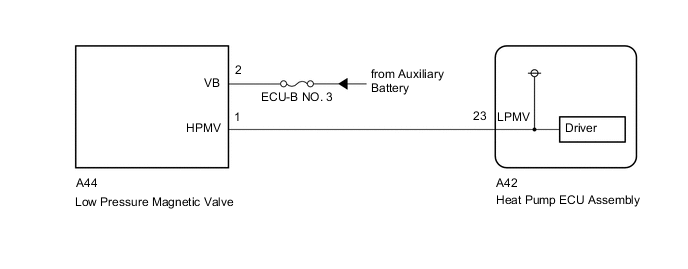 2
VB
from Auxiliary
Battery
ECU-B NO. 3
1
HPMV
23
LPMV
Driver
A44
Low Pressure Magnetic Valve
A42
Heat Pump ECU Assembly